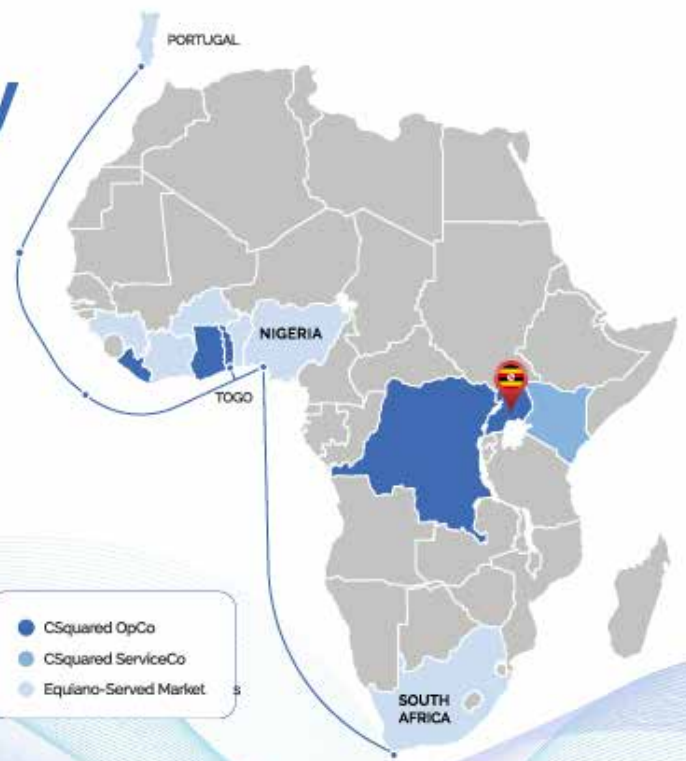 PORTUGAL
NIGERIA
TOGO
CSquared OpCo
CSquared ServiceCo
Equiano-Served Market s
SOUTH
AFRICA